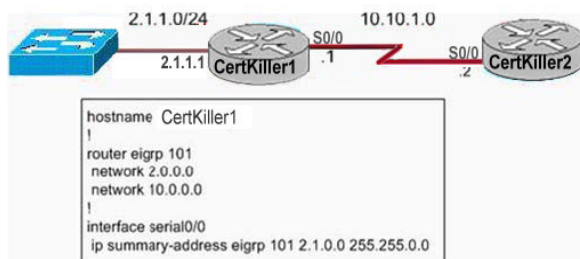 2.1.1.0/24
10.10.1.0
2.1.1.1
CertKiller1
S0/0
.1
S0/0
.2
CertKiller2
hostname CertKiller1
!
router eigrp 101
network 2.0.0.0
network 10.0.0.0
!
interface serial0/0
ip summary-address eigrp 101 2.1.0.0 255.255.0.0